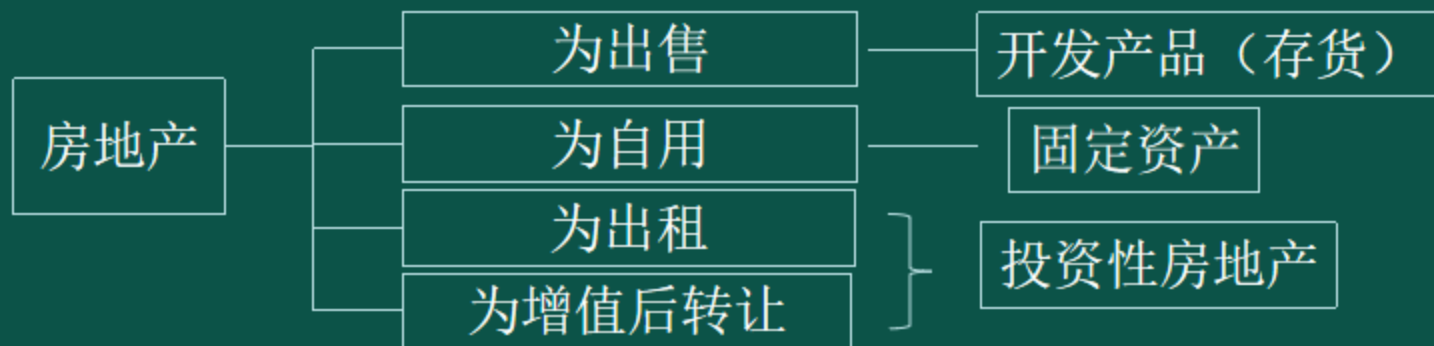 房地产
为出售
开发产品（存货）
为自用
固定资产
为出租
为增值后转让
投资性房地产